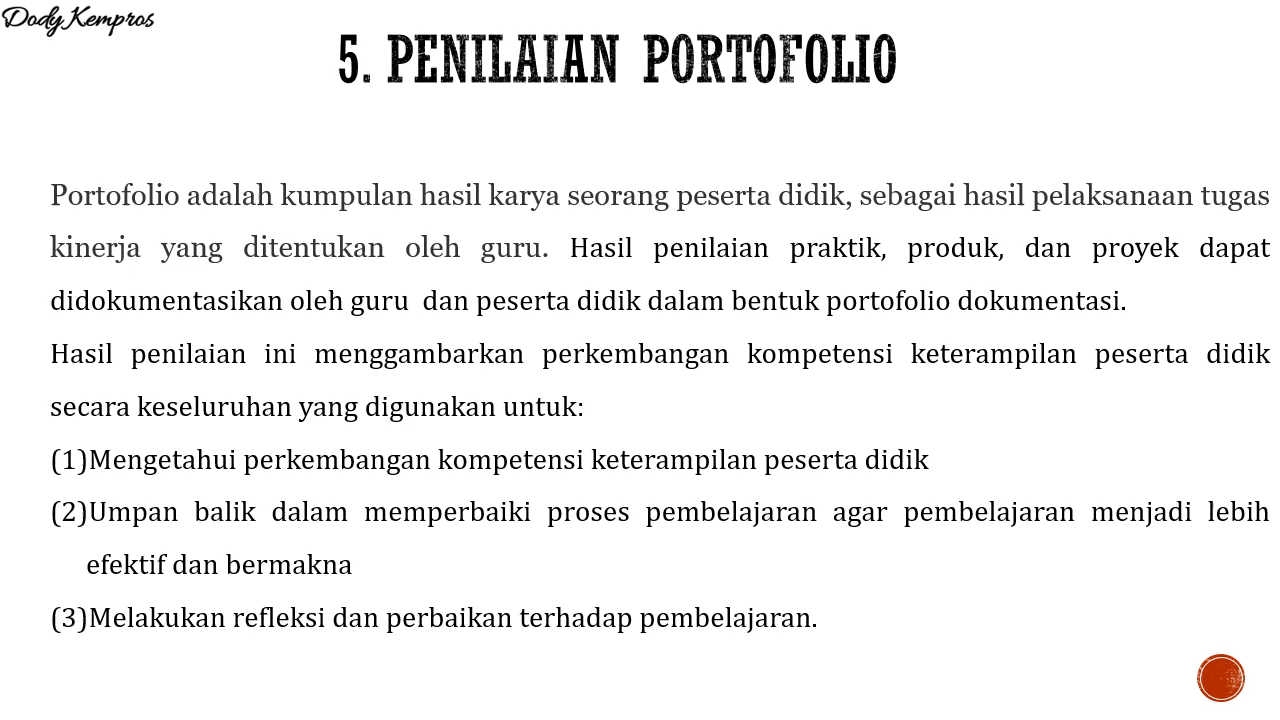 Dody Kempros
5. PENILAIAN PORTOFOLIO
Portofolio adalah kumpulan hasil karya seorang peserta didik, sebagai hasil pelaksanaan tugas
kinerja yang ditentukan oleh guru. Hasil penilaian praktik, produk, dan proyek dapat
didokumentasikan oleh guru dan peserta didik dalam bentuk portofolio dokumentasi.
Hasil penilaian ini menggambarkan perkembangan kompetensi keterampilan peserta didik
secara keseluruhan yang digunakan untuk:
(1)Mengetahui perkembangan kompetensi keterampilan peserta didik
(2)Umpan balik dalam memperbaiki proses pembelajaran agar pembelajaran menjadi lebih
efektif dan bermakna
(3)Melakukan refleksi dan perbaikan terhadap pembelajaran.